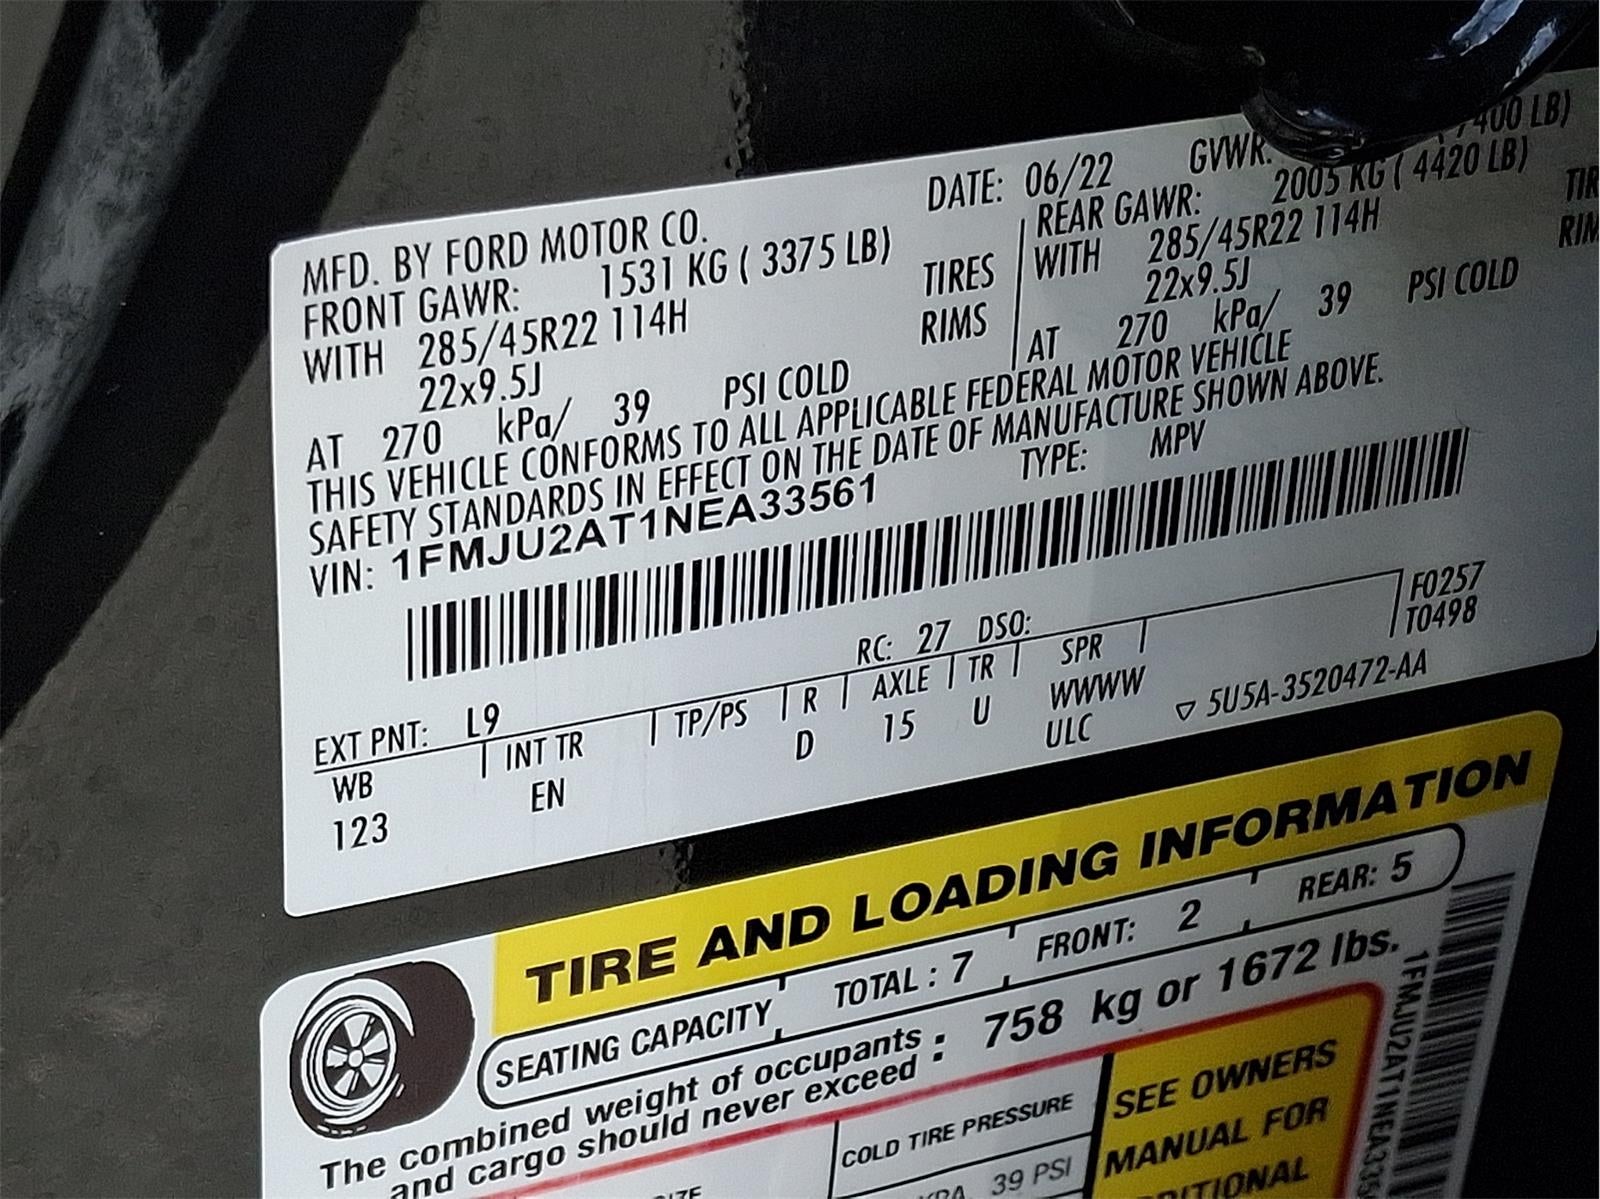 MFD. BY FORD MOTOR CO. DATE: 06/22 GVWR:
FRONT GAWR: 1531 KG ( 3375 LB) REAR GAWR: 2005 KG ( 4420 LB)
WITH 285/45R22 114H TIRES WITH 285/45R22 114H
22x9.5J RIMS 22x9.5J
AT 270 kPa/ 39 PSI COLD AT 270 kPa/ 39 PSI COLD
THIS VEHICLE CONFORMS TO ALL APPLICABLE FEDERAL MOTOR VEHICLE
SAFETY STANDARDS IN EFFECT ON THE DATE OF MANUFACTURE SHOWN ABOVE.
VIN: 1FMJU2AT1NEA33561 TYPE: MPV
F0257
T0498
EXT PNT: L9 RC: 27 DSO:
WB INT TR TP/PS R AXLE TR SPR
123 EN D 15 U WWWW
ULC
5U5A-3520472-AA
TIRE AND LOADING INFORMATION
SEATING CAPACITY TOTAL : 7 FRONT: 2 REAR: 5
The combined weight of occupants
and cargo should never exceed : 758 kg or 1672 lbs.
COLD TIRE PRESSURE
39 PSI
SEE OWNERS
MANUAL FOR
1FMJU2AT1NEA335